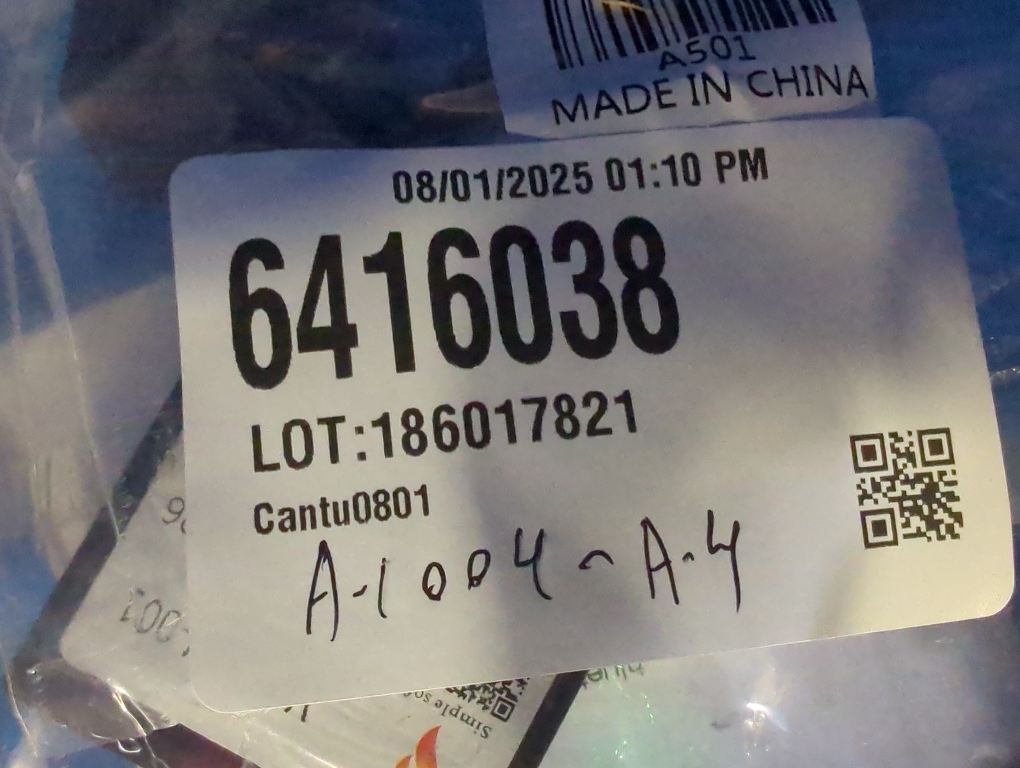 A501
MADE IN CHINA
08/01/2025 01:10 PM
6416038
LOT:186017821
Cantu0801
A-1004-A-4